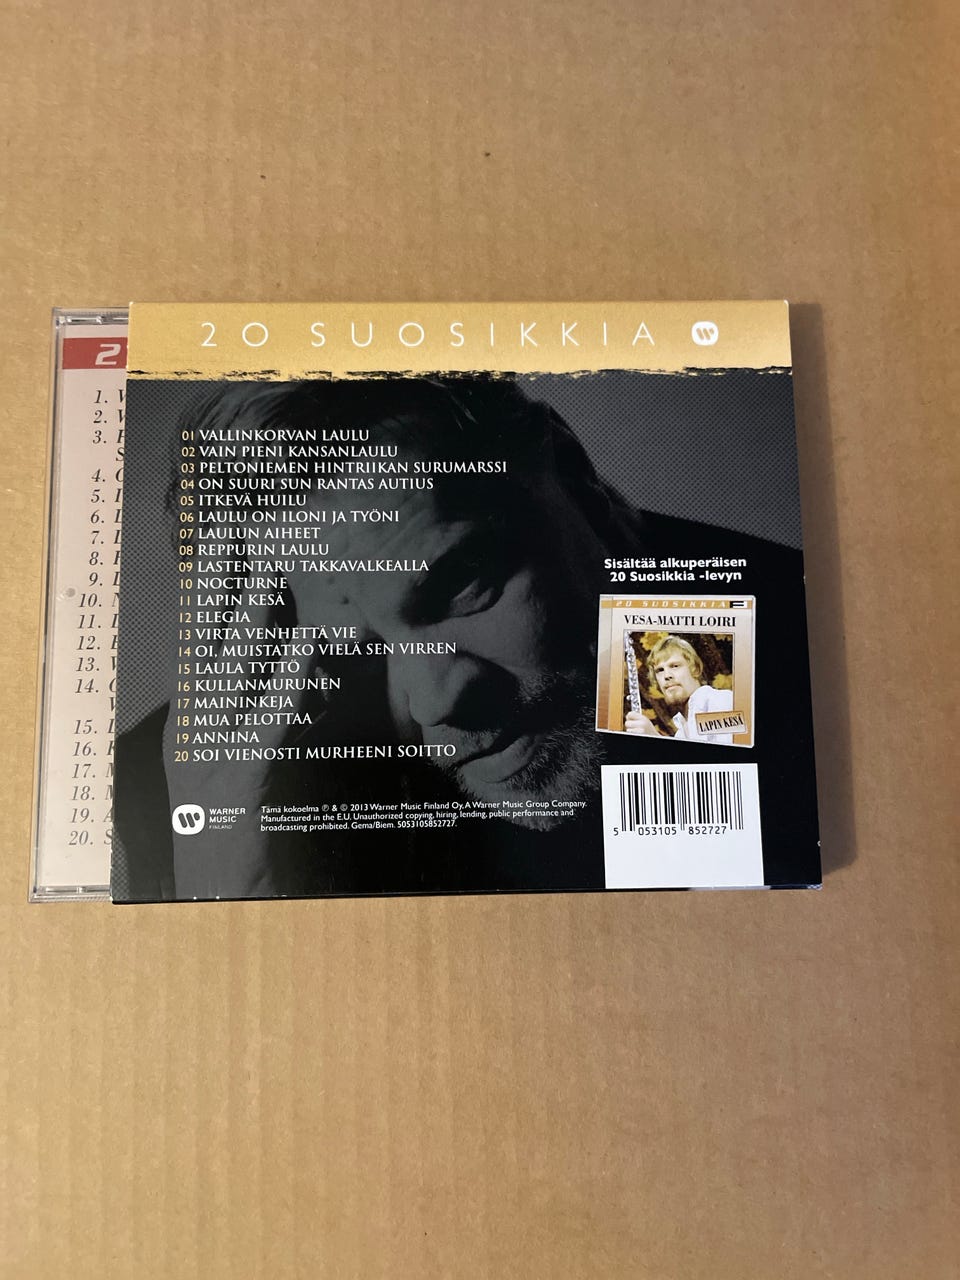 20 SUOSIKKIA
01 VALLINKORVAN LAULU
02 VAIN PIENI KANSANLAULU
03 PELTONIEMEN HINTRIIKAN SURUMARSSI
04 ON SUURI SUN RANTAS AUTIUS
05 ITKEVÄ HUILU
06 LAULU ON ILONI JA TYÖNI
07 LAULUN AIHEET
08 REPPURIN LAULU
09 LASTENTARU TAKKAVALKEALLA
10 NOCTURNE
11 LAPIN KESÄ
12 ELEGIA
13 VIRTA VENHETTÄ VIE
14 OI, MUISTATKO VIELÄ SEN VIRREN
15 LAULA TYTTÖ
16 KULLANMURUNEN
17 MAININKEJA
18 MUA PELOTTAA
19 ANNINA
20 SOI VIENOSTI MURHEENI SOITTO
Sisältää alkuperäisen
20 Suosikkia -levyn
20 SUOSIKKIA
VESA-MATTI LOIRI
LAPIN KESÄ
WARNER
MUSIC
FINLAND
Tämä kokoelma ℗ & © 2013 Warner Music Finland Oy, A Warner Music Group Company.
Manufactured in the E.U. Unauthorized copying, hiring, lending, public performance and
broadcasting prohibited. Gema/Biem. 5053105852727.
5 053105 852727
2
1.
2.
3.
4.
5.
6.
7.
8.
9.
10.
11.
12.
13.
14.
15.
16.
17.
18.
19.
20.